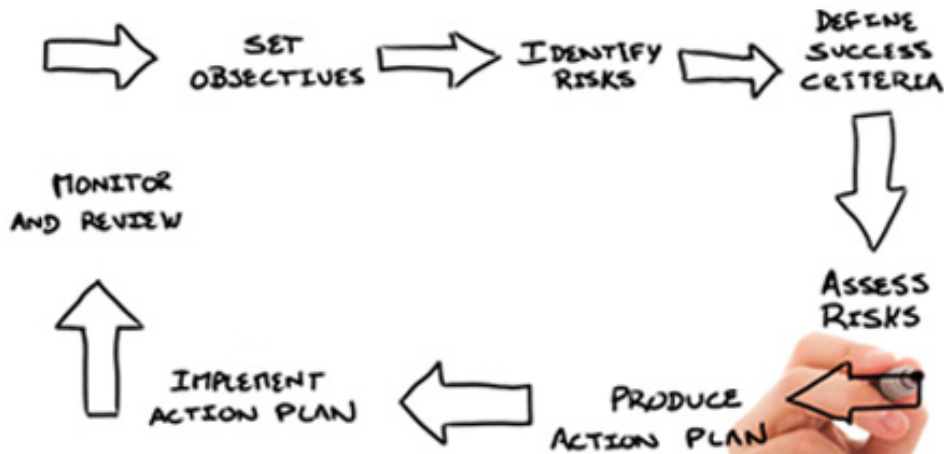 SET
OBJECTIVES
IDENTIFY
RISKS
DEFINE
SUCCESS
CRITERIA
ASSESS
RISKS
PRODUCE
ACTION PLAN
IMPLEMENT
ACTION PLAN
MONITOR
AND REVIEW